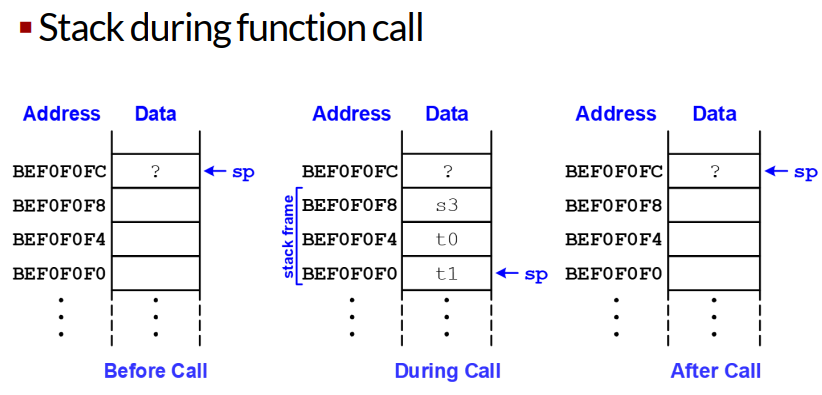 Stack during function call
Address Data Address Data Address Data
BEF0F0FC ? ← sp BEF0F0FC ? BEF0F0FC ? ← sp
BEF0F0F8 BEF0F0F8 s3 BEF0F0F8
BEF0F0F4 BEF0F0F4 t0 BEF0F0F4
BEF0F0F0 BEF0F0F0 t1 ← sp BEF0F0F0
stack frame
Before Call During Call After Call